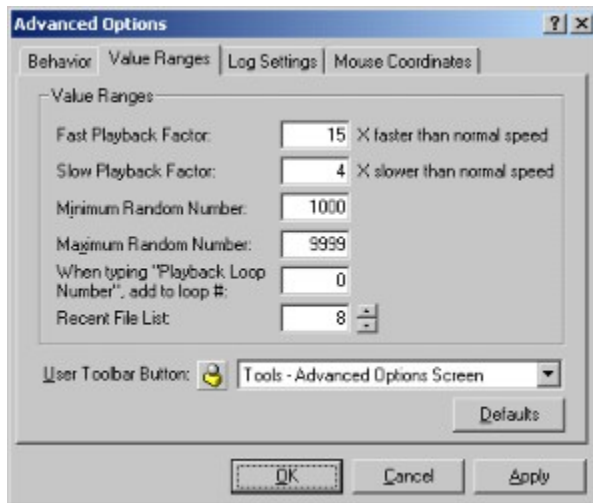 Advanced Options
Behavior Value Ranges Log Settings Mouse Coordinates
Value Ranges
Fast Playback Factor: 15 X faster than normal speed
Slow Playback Factor: 4 X slower than normal speed
Minimum Random Number: 1000
Maximum Random Number: 9999
When typing "Playback Loop
Number", add to loop #: 0
Recent File List: 8
User Toolbar Button: Tools - Advanced Options Screen
Defaults
OK Cancel Apply